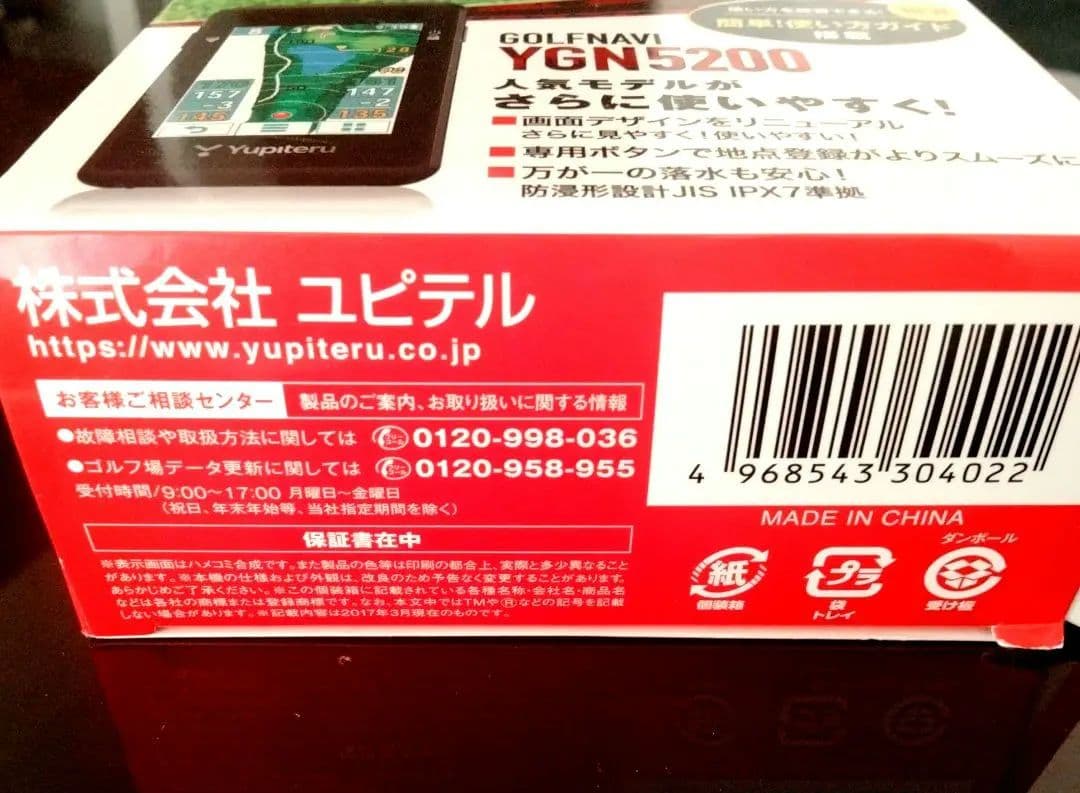 簡単!使い方ガイド
搭載
GOLFNAVI
YGN5200
人気モデルが
さらに使いやすく!
■画面デザインをリニューアル
さらに見やすく!使いやすい!
■専用ボタンで地点登録がよりスムーズに
■万が一の落水も安心!
防浸形設計JIS IPX7準拠
157
-3
145
147
-2
135
Yupiteru
株式会社 ユピテル
https://www.yupiteru.co.jp
お客様ご相談センター 製品のご案内、お取り扱いに関する情報
●故障相談や取扱方法に関しては 0120-998-036
●ゴルフ場データ更新に関しては 0120-958-955
受付時間/9:00～17:00 月曜日～金曜日
(祝日、年末年始等、当社指定期間を除く)
保証書在中
※表示画面はハメコミ合成です。また製品の色等は印刷の都合上、実際と多少異なること
があります。※本機の仕様および外観は、改良のため予告なく変更することがあります。
あらかじめご了承ください。※この個装箱に記載されている各種名称・会社名・商品名
などは各社の商標または登録商標です。なお、本文中ではTMや®などの記号を記載
しない場合があります。※記載内容は2017年3月現在のものです。
4 968543 304022
MADE IN CHINA
紙
個装箱
プラ
袋
トレイ
ダンボール
受け板